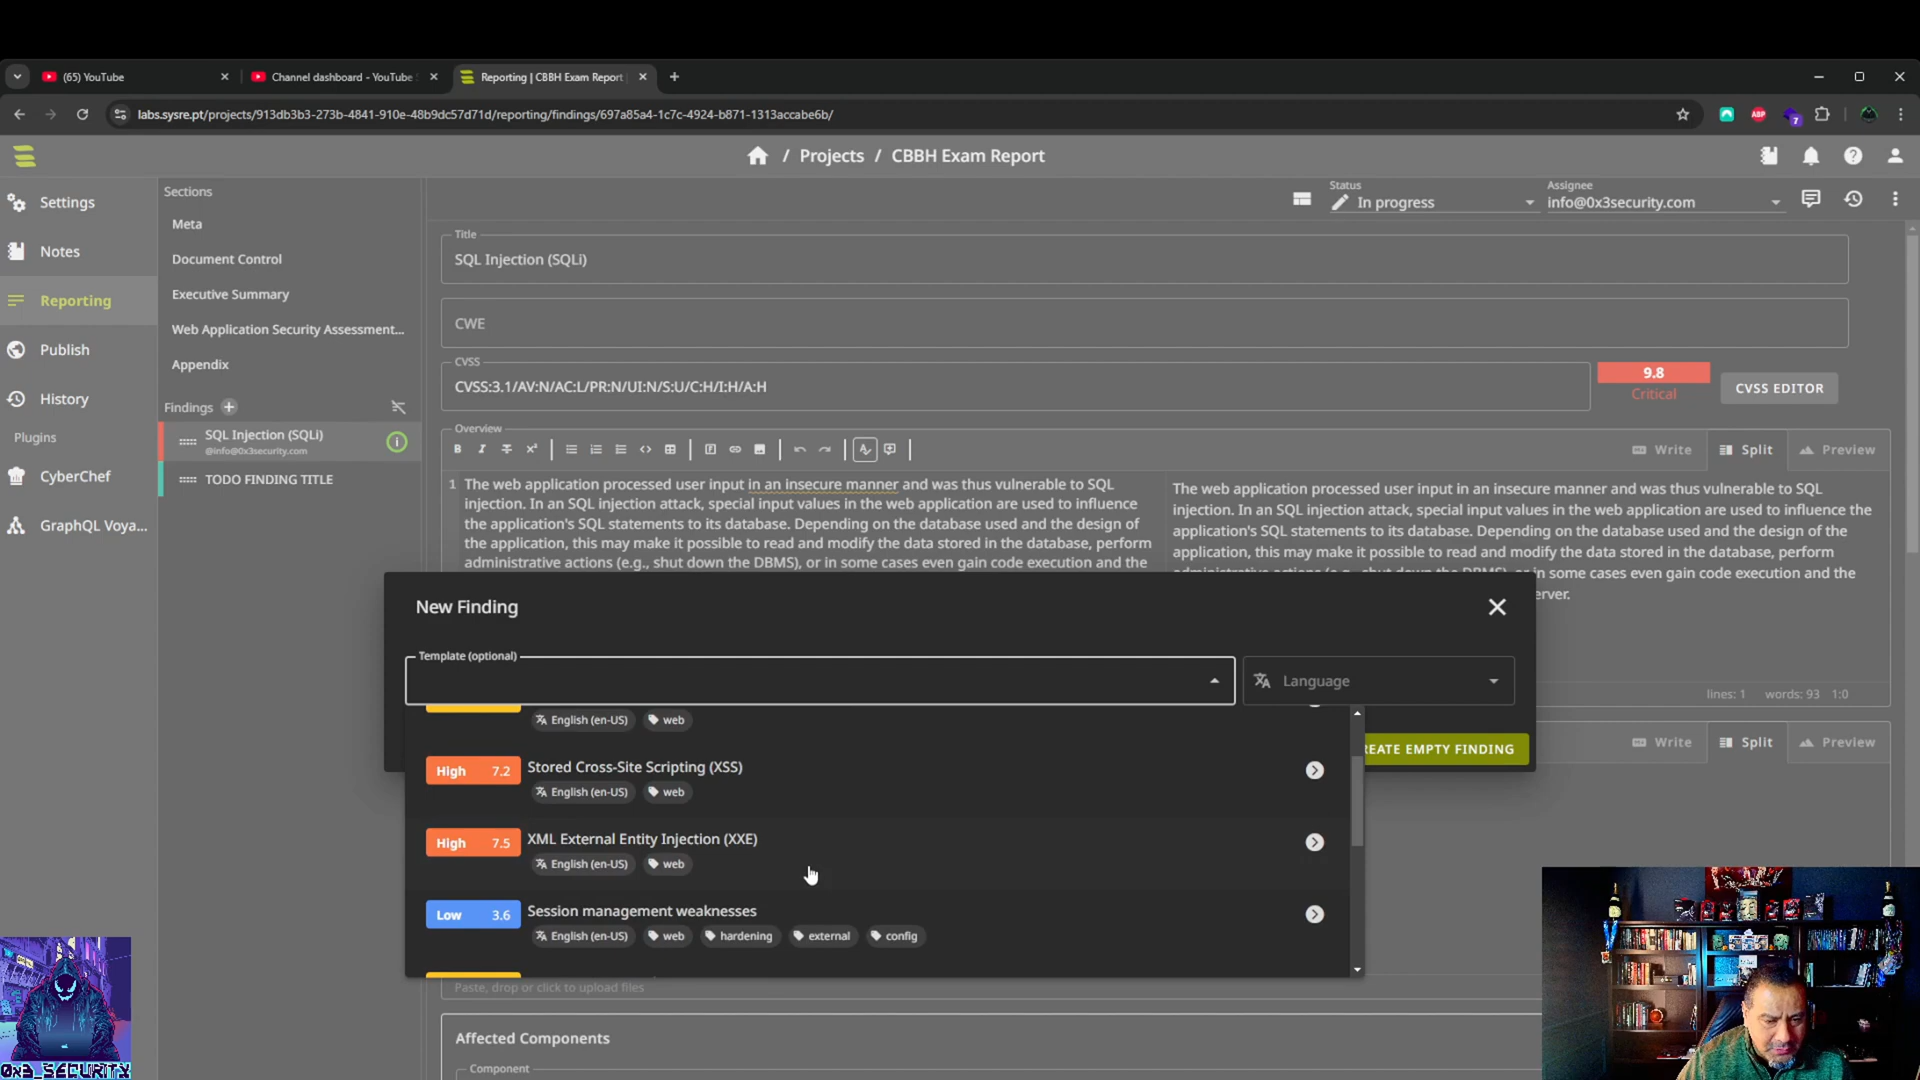 (65) YouTube
Channel dashboard - YouTube
Reporting | CBBH Exam Report
labs.sysre.pt/projects/913db3b3-273b-4841-910e-48b9dc57d71d/reporting/findings/697a85a4-1c7c-4924-b871-1313accabe6b/
ABP
7
/ Projects / CBBH Exam Report
Settings
Notes
Reporting
Publish
History
Plugins
CyberChef
GraphQL Voya...
Sections
Meta
Document Control
Executive Summary
Web Application Security Assessment...
Appendix
Findings
SQL Injection (SQLi)
@info@0x3security.com
TODO FINDING TITLE
Status
In progress
Assignee
info@0x3security.com
Title
SQL Injection (SQLi)
CWE
CVSS
CVSS:3.1/AV:N/AC:L/PR:N/UI:N/S:U/C:H/I:H/A:H
9.8
Critical
CVSS EDITOR
Overview
Write
Split
Preview
1
The web application processed user input in an insecure manner and was thus vulnerable to SQL
injection. In an SQL injection attack, special input values in the web application are used to influence
the application's SQL statements to its database. Depending on the database used and the design of
the application, this may make it possible to read and modify the data stored in the database, perform
administrative actions (e.g., shut down the DBMS), or in some cases even gain code execution and the
The web application processed user input in an insecure manner and was thus vulnerable to SQL
injection. In an SQL injection attack, special input values in the web application are used to influence the
application's SQL statements to its database. Depending on the database used and the design of the
application, this may make it possible to read and modify the data stored in the database, perform
administrative actions (e.g., shut down the DBMS), or in some cases even gain code execution and the
erver.
lines: 1 words: 93 1:0
Write
Split
Preview
New Finding
Template (optional)
Language
English (en-US) web
High 7.2 Stored Cross-Site Scripting (XSS)
English (en-US) web
High 7.5 XML External Entity Injection (XXE)
English (en-US) web
Low 3.6 Session management weaknesses
English (en-US) web hardening external config
REATE EMPTY FINDING
Paste, drop or click to upload files
Affected Components
Component
0x3_SECURITY